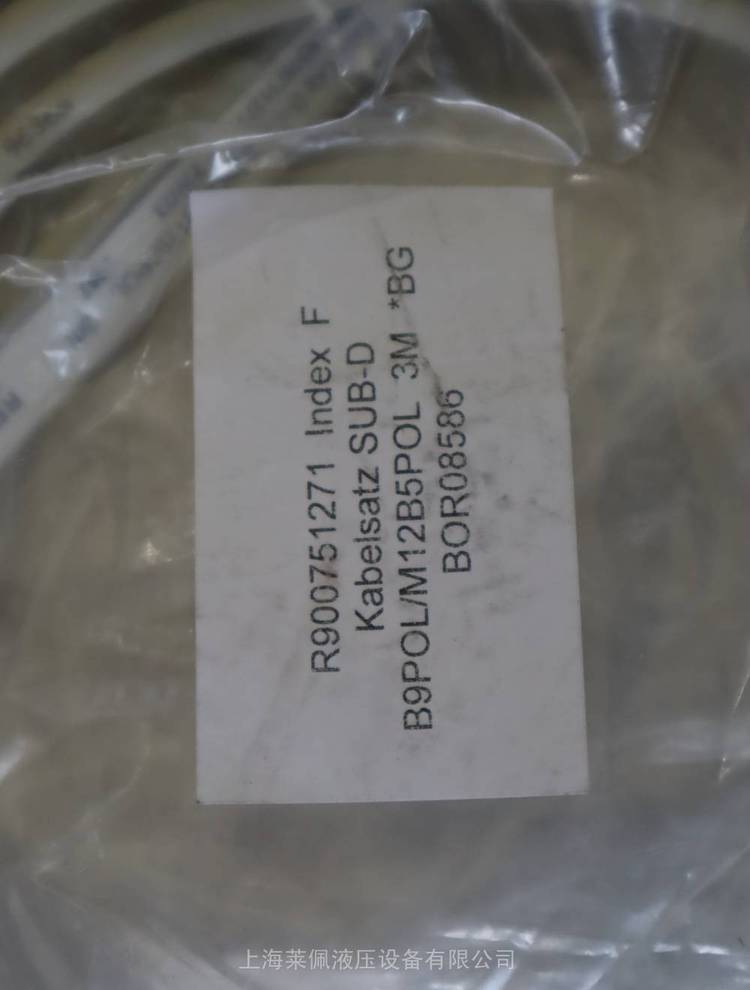 R900751271 Index F
Kabelsatz SUB-D
B9POL/M12B5POL 3M *BG
BOR08586
上海莱佩液压设备有限公司